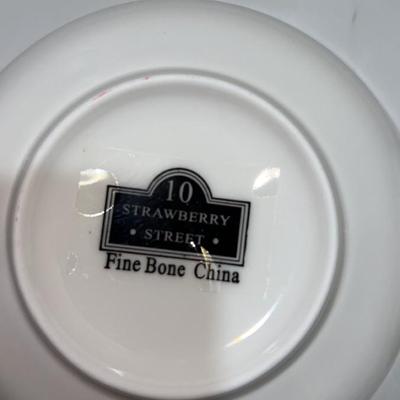 10
STRAWBERRY
• STREET •
Fine Bone China